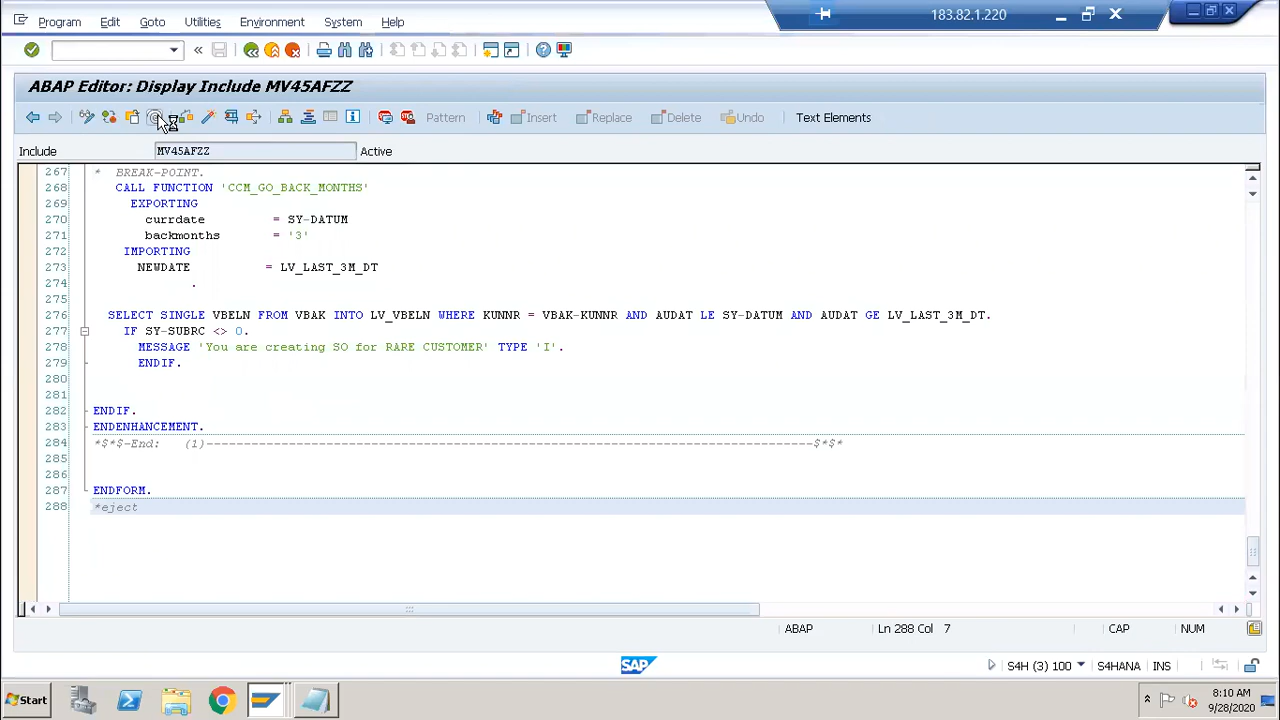 Program Edit Goto Utilities Environment System Help
183.82.1.220
ABAP Editor: Display Include MV45AFZZ
Pattern Insert Replace Delete Undo Text Elements
Include MV45AFZZ Active
267 * BREAK-POINT.
268 CALL FUNCTION 'CCM_GO_BACK_MONTHS'
269 EXPORTING
270 currdate = SY-DATUM
271 backmonths = '3'
272 IMPORTING
273 NEWDATE = LV_LAST_3M_DT
274 .
275
276 SELECT SINGLE VBELN FROM VBAK INTO LV_VBELN WHERE KUNNR = VBAK-KUNNR AND AUDAT LE SY-DATUM AND AUDAT GE LV_LAST_3M_DT.
277 IF SY-SUBRC <> 0.
278 MESSAGE 'You are creating SO for RARE CUSTOMER' TYPE 'I'.
279 ENDIF.
280
281
282 ENDIF.
283 ENDENHANCEMENT.
284 *$*$-End: (1)--------------------------------------------------------------------------------$*$*
285
286
287 ENDFORM.
288 *eject
ABAP Ln 288 Col 7 CAP NUM
SAP S4H (3) 100 S4HANA INS
Start
8:10 AM
9/28/2020